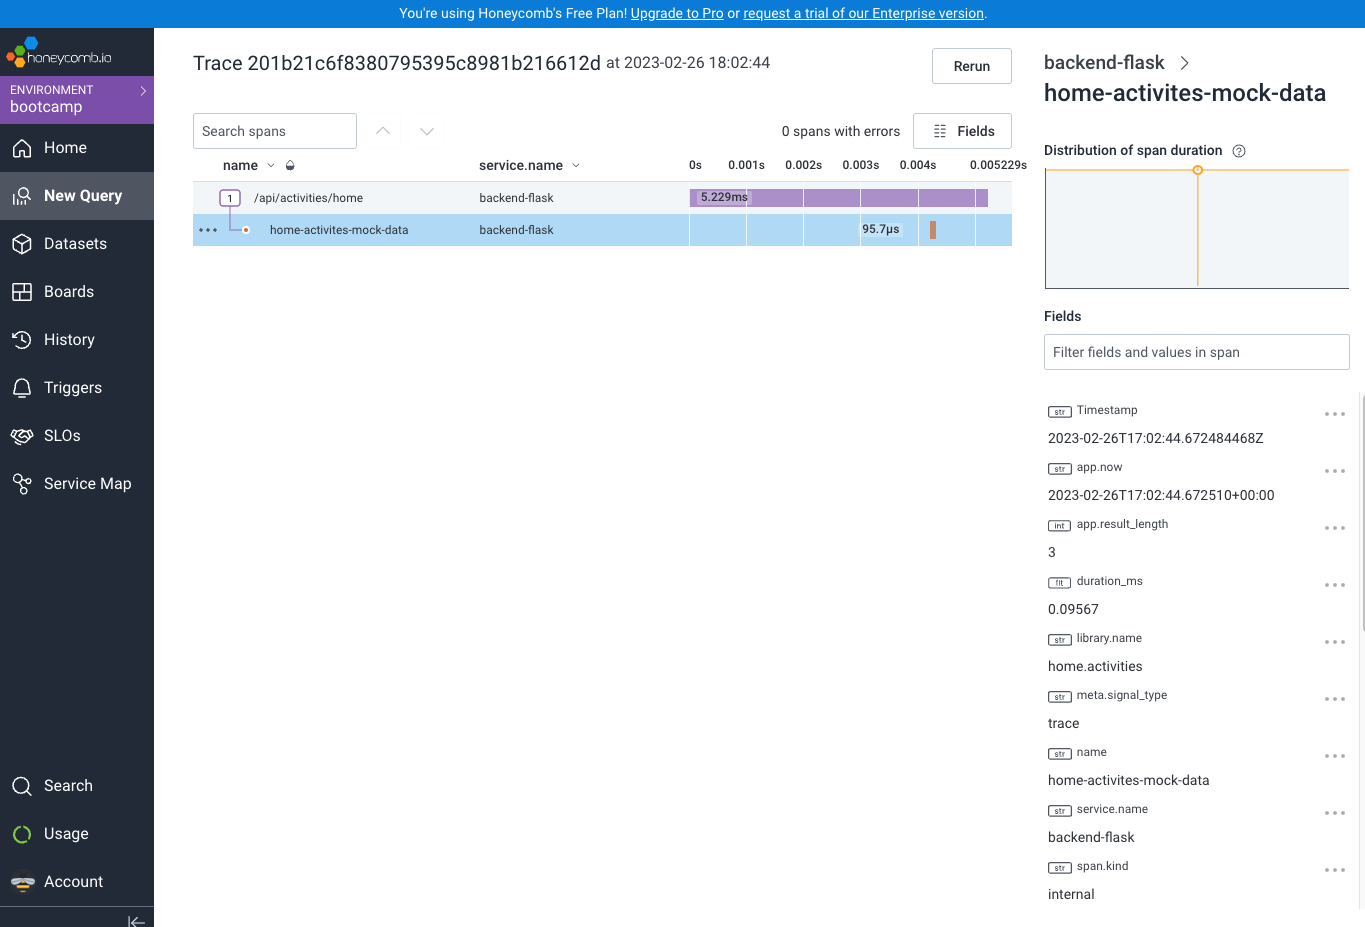 You're using Honeycomb's Free Plan! Upgrade to Pro or request a trial of our Enterprise version.
honeycomb.io
ENVIRONMENT
bootcamp
Home
New Query
Datasets
Boards
History
Triggers
SLOs
Service Map
Search
Usage
Account
Trace 201b21c6f8380795395c8981b216612d at 2023-02-26 18:02:44
Rerun
Search spans
0 spans with errors
Fields
name service.name 0s 0.001s 0.002s 0.003s 0.004s 0.005229s
1 /api/activities/home backend-flask 5.229ms
home-activites-mock-data backend-flask 95.7µs
backend-flask
home-activites-mock-data
Distribution of span duration
Fields
Filter fields and values in span
str Timestamp
2023-02-26T17:02:44.672484468Z
str app.now
2023-02-26T17:02:44.672510+00:00
int app.result_length
3
flt duration_ms
0.09567
str library.name
home.activities
str meta.signal_type
trace
str name
home-activites-mock-data
str service.name
backend-flask
str span.kind
internal